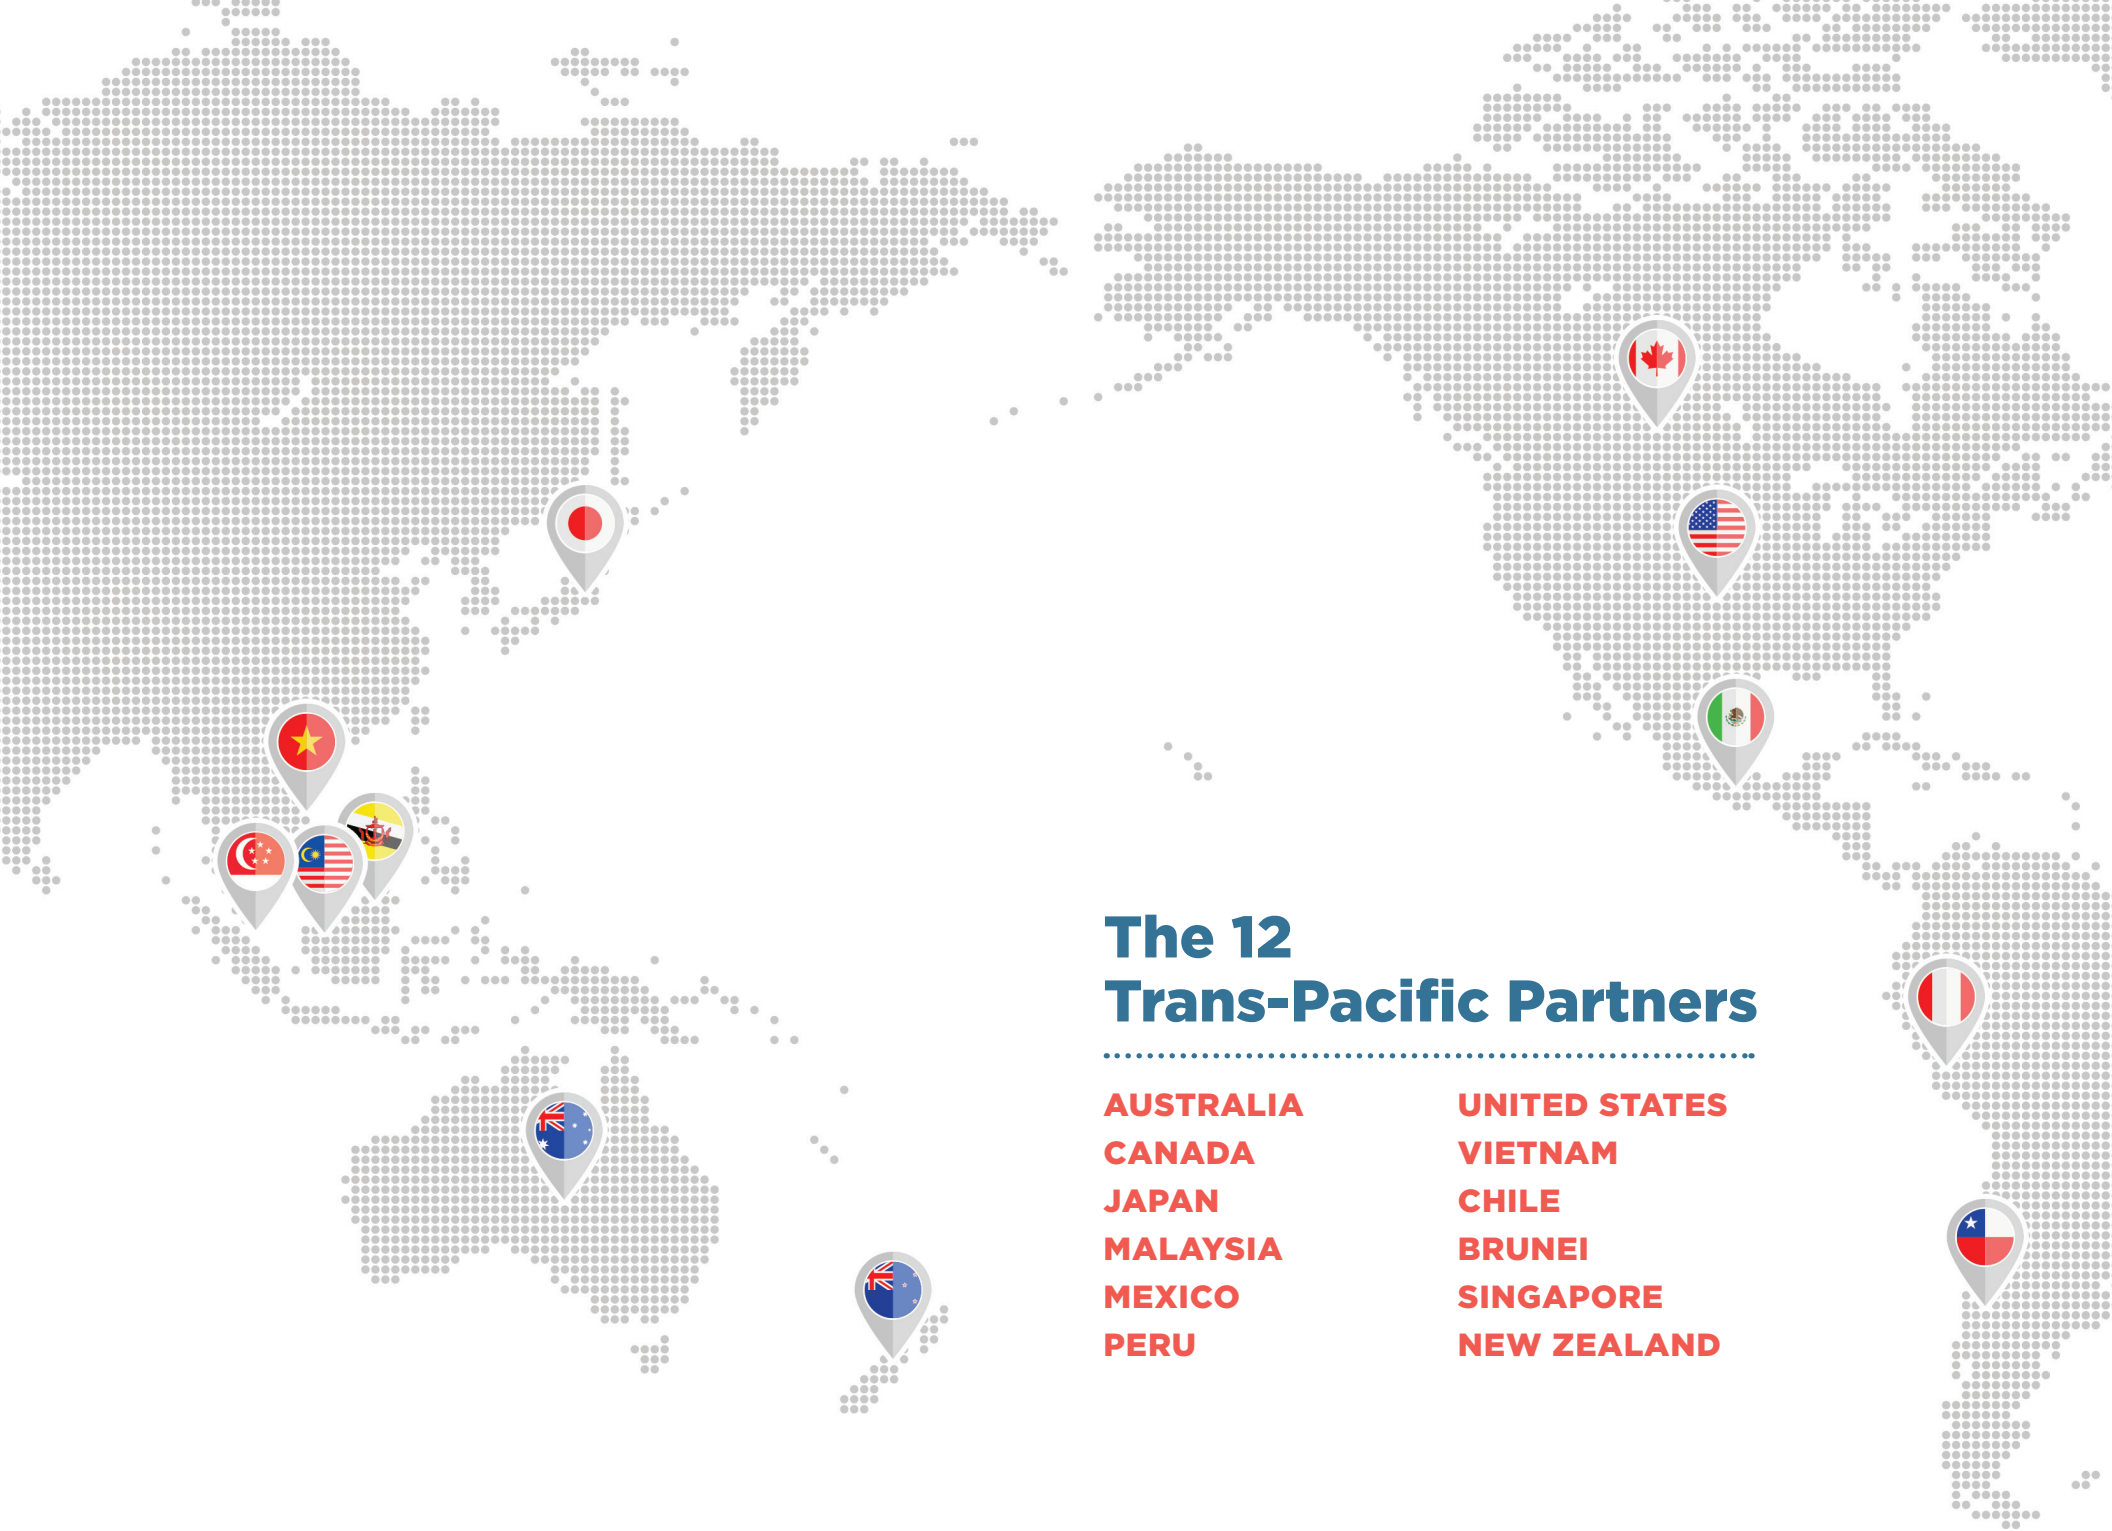 The 12
Trans-Pacific Partners
AUSTRALIA
CANADA
JAPAN
MALAYSIA
MEXICO
PERU
UNITED STATES
VIETNAM
CHILE
BRUNEI
SINGAPORE
NEW ZEALAND